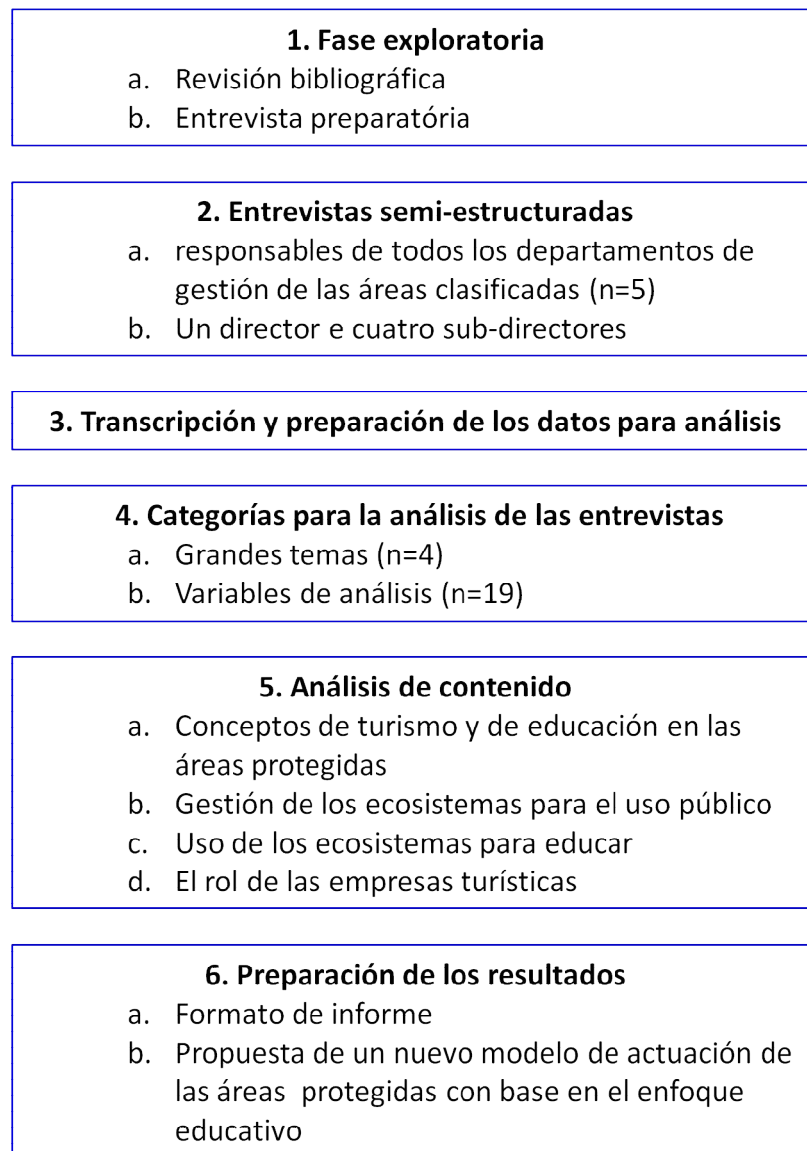 1. Fase exploratoria
a. Revisión bibliográfica
b. Entrevista preparatória
2. Entrevistas semi-estructuradas
a. responsables de todos los departamentos de
gestión de las áreas clasificadas (n=5)
b. Un director e cuatro sub-directores
3. Transcripción y preparación de los datos para análisis
4. Categorías para la análisis de las entrevistas
a. Grandes temas (n=4)
b. Variables de análisis (n=19)
5. Análisis de contenido
a. Conceptos de turismo y de educación en las
áreas protegidas
b. Gestión de los ecosistemas para el uso público
c. Uso de los ecosistemas para educar
d. El rol de las empresas turísticas
6. Preparación de los resultados
a. Formato de informe
b. Propuesta de un nuevo modelo de actuación de
las áreas protegidas con base en el enfoque
educativo